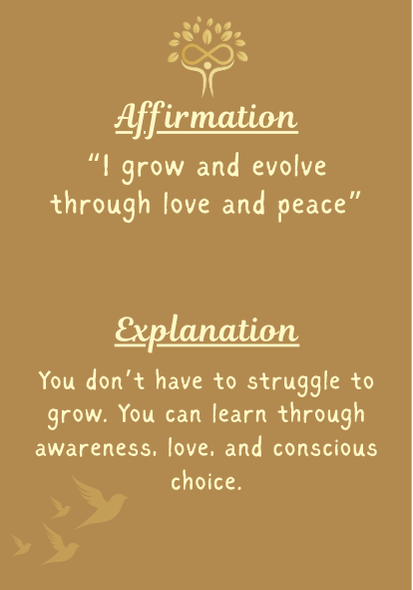 Affirmation
“I grow and evolve
through love and peace”
Explanation
You don’t have to struggle to
grow. You can learn through
awareness, love, and conscious
choice.